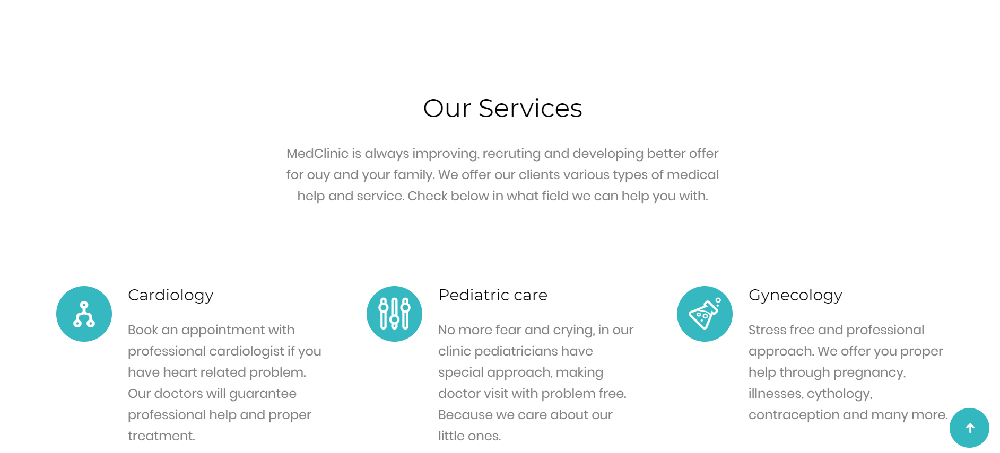 Our Services
MedClinic is always improving, recruting and developing better offer
for ouy and your family. We offer our clients various types of medical
help and service. Check below in what field we can help you with.
Cardiology
Book an appointment with
professional cardiologist if you
have heart related problem.
Our doctors will guarantee
professional help and proper
treatment.
Pediatric care
No more fear and crying, in our
clinic pediatricians have
special approach, making
doctor visit with problem free.
Because we care about our
little ones.
Gynecology
Stress free and professional
approach. We offer you proper
help through pregnancy,
illnesses, cythology,
contraception and many more.